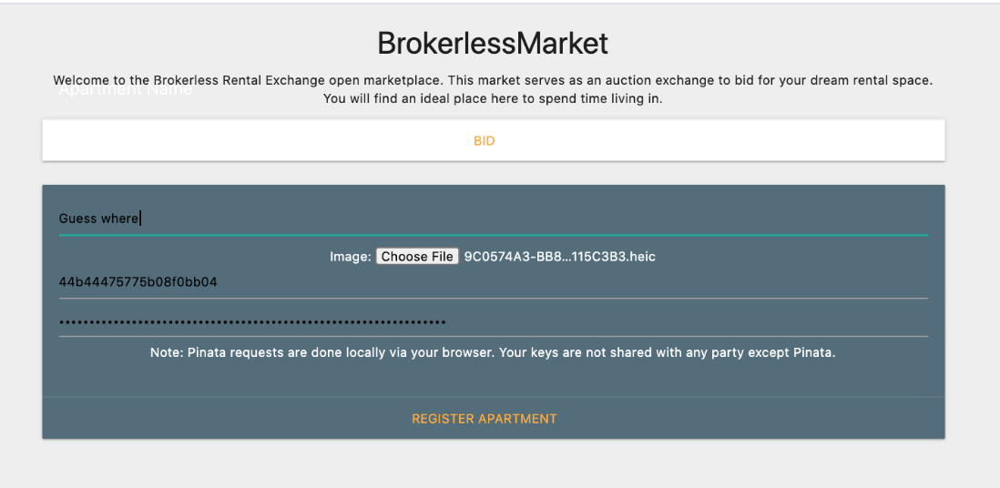 BrokerlessMarket
Welcome to the Brokerless Rental Exchange open marketplace. This market serves as an auction exchange to bid for your dream rental space.
Apartment Name
You will find an ideal place here to spend time living in.
BID
Guess where
Image: Choose File 9C0574A3-BB8...115C3B3.heic
44b44475775b08f0bb04
Note: Pinata requests are done locally via your browser. Your keys are not shared with any party except Pinata.
REGISTER APARTMENT